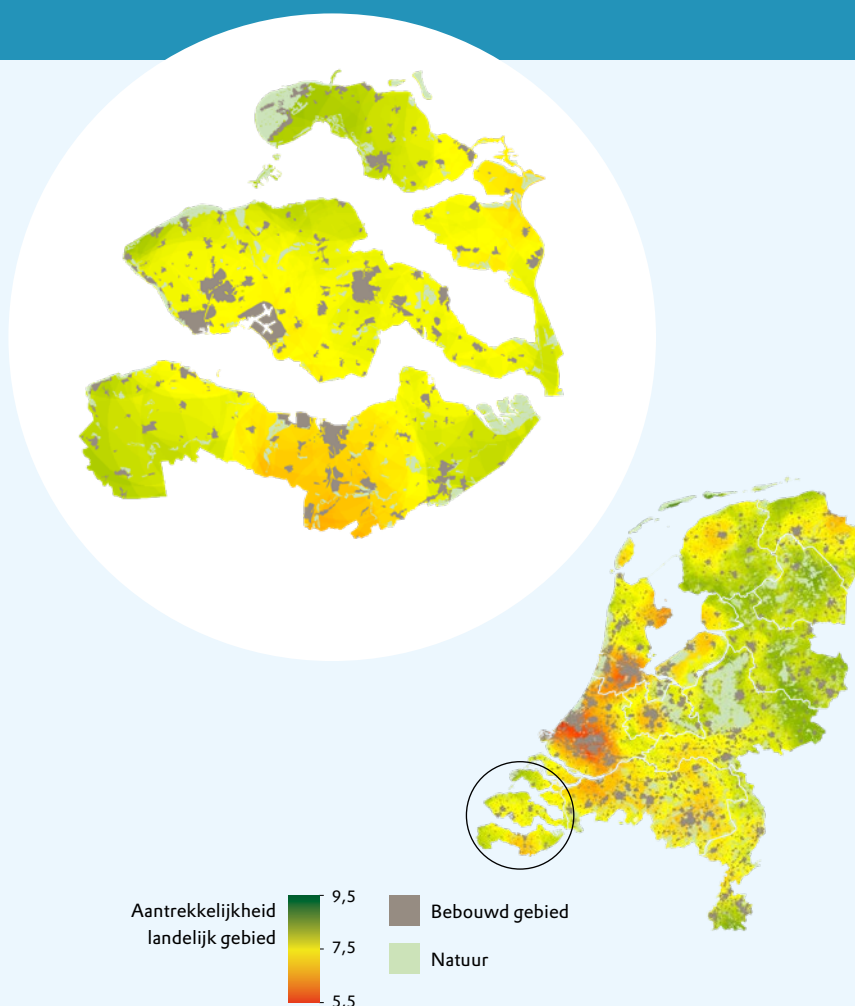 Aantrekkelijkheid
landelijk gebied
9,5
7,5
5,5
Bebouwd gebied
Natuur